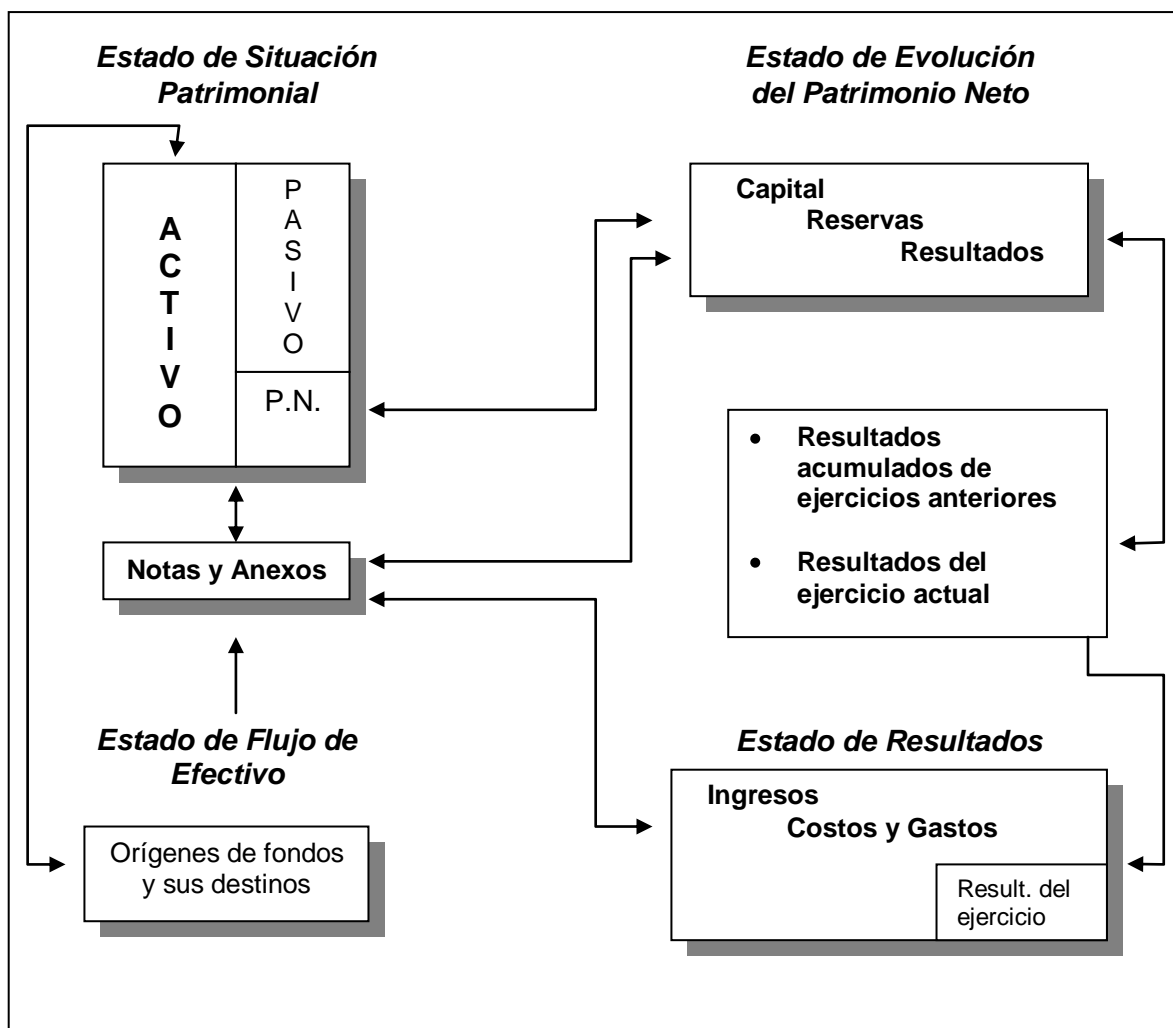 Estado de Situación
Patrimonial
ACTIVO
PASIVO
P.N.
Notas y Anexos
Estado de Flujo de
Efectivo
Orígenes de fondos
y sus destinos
Estado de Evolución
del Patrimonio Neto
Capital
Reservas
Resultados
• Resultados
acumulados de
ejercicios anteriores
• Resultados del
ejercicio actual
Estado de Resultados
Ingresos
Costos y Gastos
Result. del
ejercicio